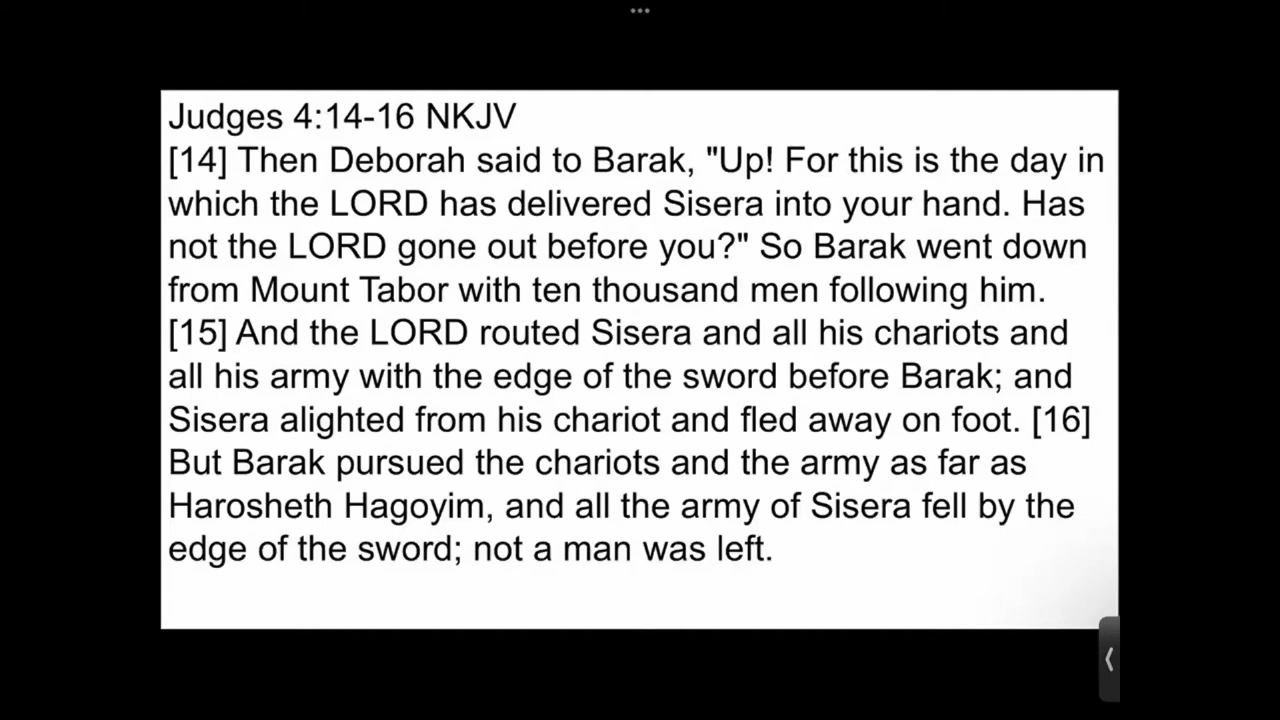 Judges 4:14-16 NKJV
[14] Then Deborah said to Barak, "Up! For this is the day in
which the LORD has delivered Sisera into your hand. Has
not the LORD gone out before you?" So Barak went down
from Mount Tabor with ten thousand men following him.
[15] And the LORD routed Sisera and all his chariots and
all his army with the edge of the sword before Barak; and
Sisera alighted from his chariot and fled away on foot. [16]
But Barak pursued the chariots and the army as far as
Harosheth Hagoyim, and all the army of Sisera fell by the
edge of the sword; not a man was left.